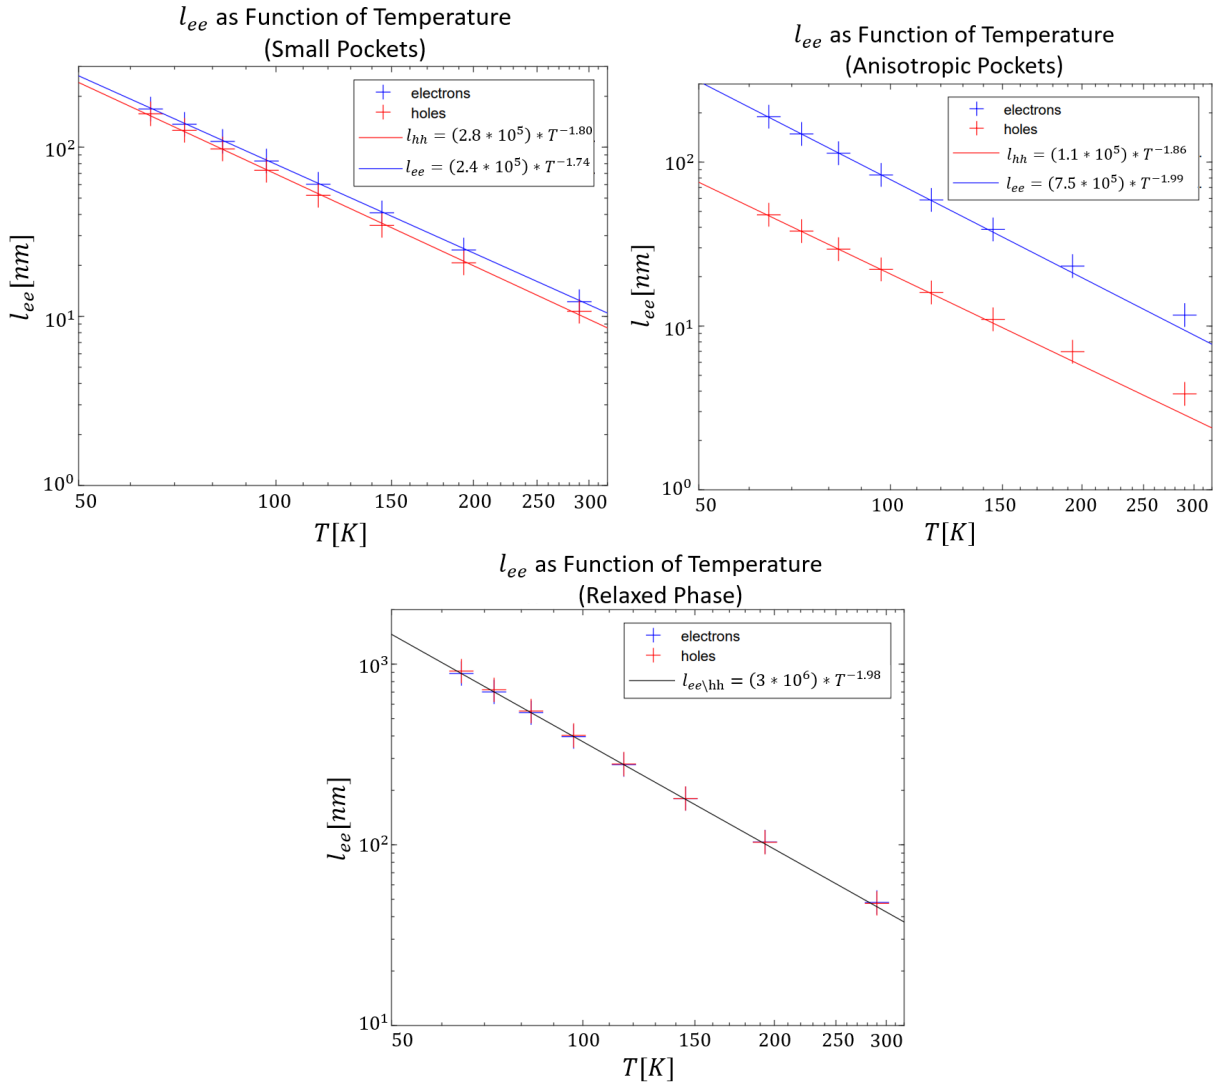 l_ee as Function of Temperature
(Small Pockets)
electrons
holes
l_hh = (2.8 * 10^5) * T^-1.80
l_ee = (2.4 * 10^5) * T^-1.74
l_ee[nm]
10^2
10^1
10^0
50 100 150 200 250 300
T[K]
l_ee as Function of Temperature
(Anisotropic Pockets)
electrons
holes
l_hh = (1.1 * 10^5) * T^-1.86
l_ee = (7.5 * 10^5) * T^-1.99
l_ee[nm]
10^2
10^1
10^0
50 100 150 200 250 300
T[K]
l_ee as Function of Temperature
(Relaxed Phase)
electrons
holes
l_ee\hh = (3 * 10^6) * T^-1.98
l_ee[nm]
10^3
10^2
10^1
50 100 150 200 250 300
T[K]